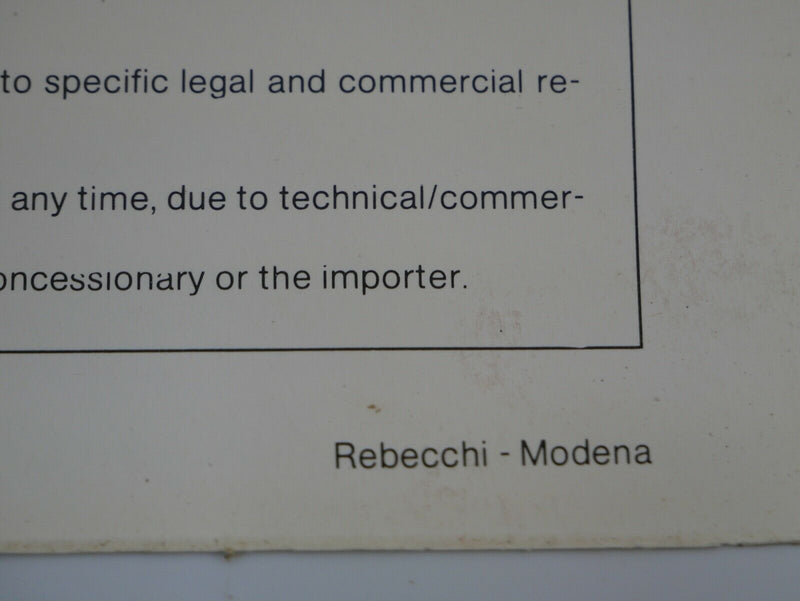 to specific legal and commercial re-
any time, due to technical/commer-
oncessionary or the importer.
Rebecchi - Modena